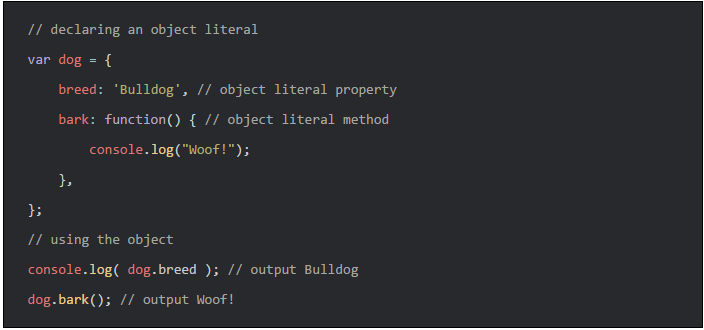 // declaring an object literal
var dog = {
breed: 'Bulldog', // object literal property
bark: function() { // object literal method
console.log("Woof!");
},
};
// using the object
console.log( dog.breed ); // output Bulldog
dog.bark(); // output Woof!